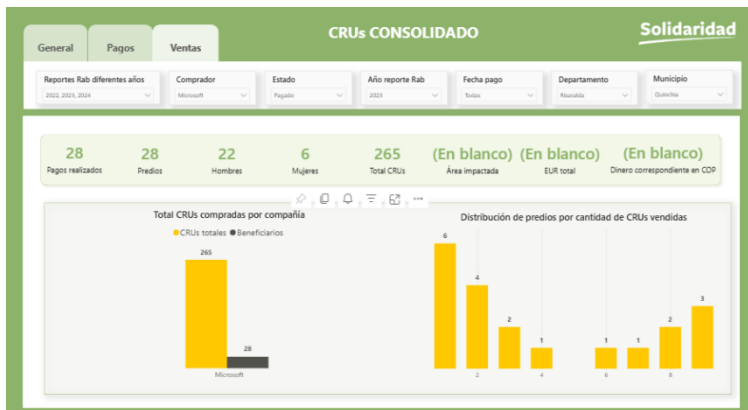 CRUs CONSOLIDADO
Solidaridad
General Pagos Ventas
Reportes Rab diferentes años Comprador Estado Año reporte Rab Fecha pago Departamento Municipio
2022, 2023, 2024 Microsoft Pagado 2023 Todas Risaralda Quinchía
28 28 22 6 265 (En blanco) (En blanco) (En blanco)
Pagos realizados Predios Hombres Mujeres Total CRUs Área impactada EUR total Dinero correspondiente en COP
Total CRUs compradas por compañía
CRUs totales Beneficiarios
265
28
Microsoft
Distribución de predios por cantidad de CRUs vendidas
6
4
2
1
1
1
2
3
2 4 6 8